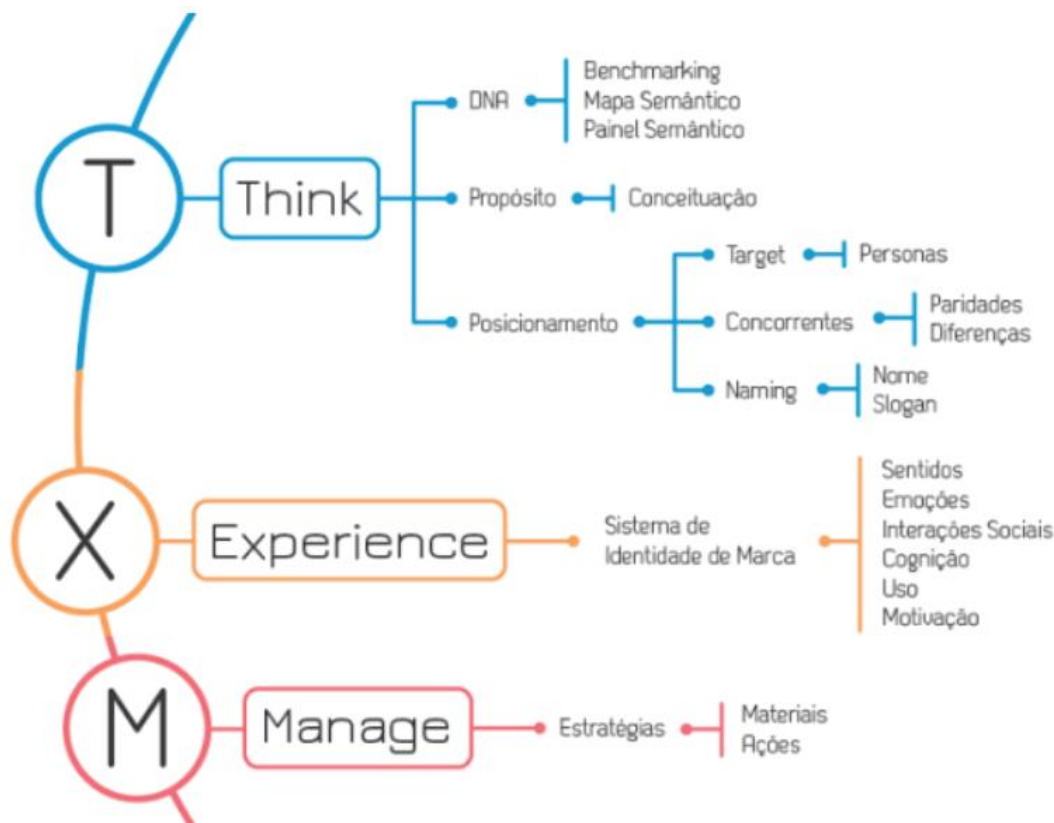 T
Think
DNA
Benchmarking
Mapa Semântico
Painel Semântico
Propósito
Conceituação
Posicionamento
Target
Personas
Concorrentes
Paridades
Diferenças
Naming
Nome
Slogan
X
Experience
Sistema de
Identidade de Marca
Sentidos
Emoções
Interações Sociais
Cognição
Uso
Motivação
M
Manage
Estratégias
Materiais
Ações